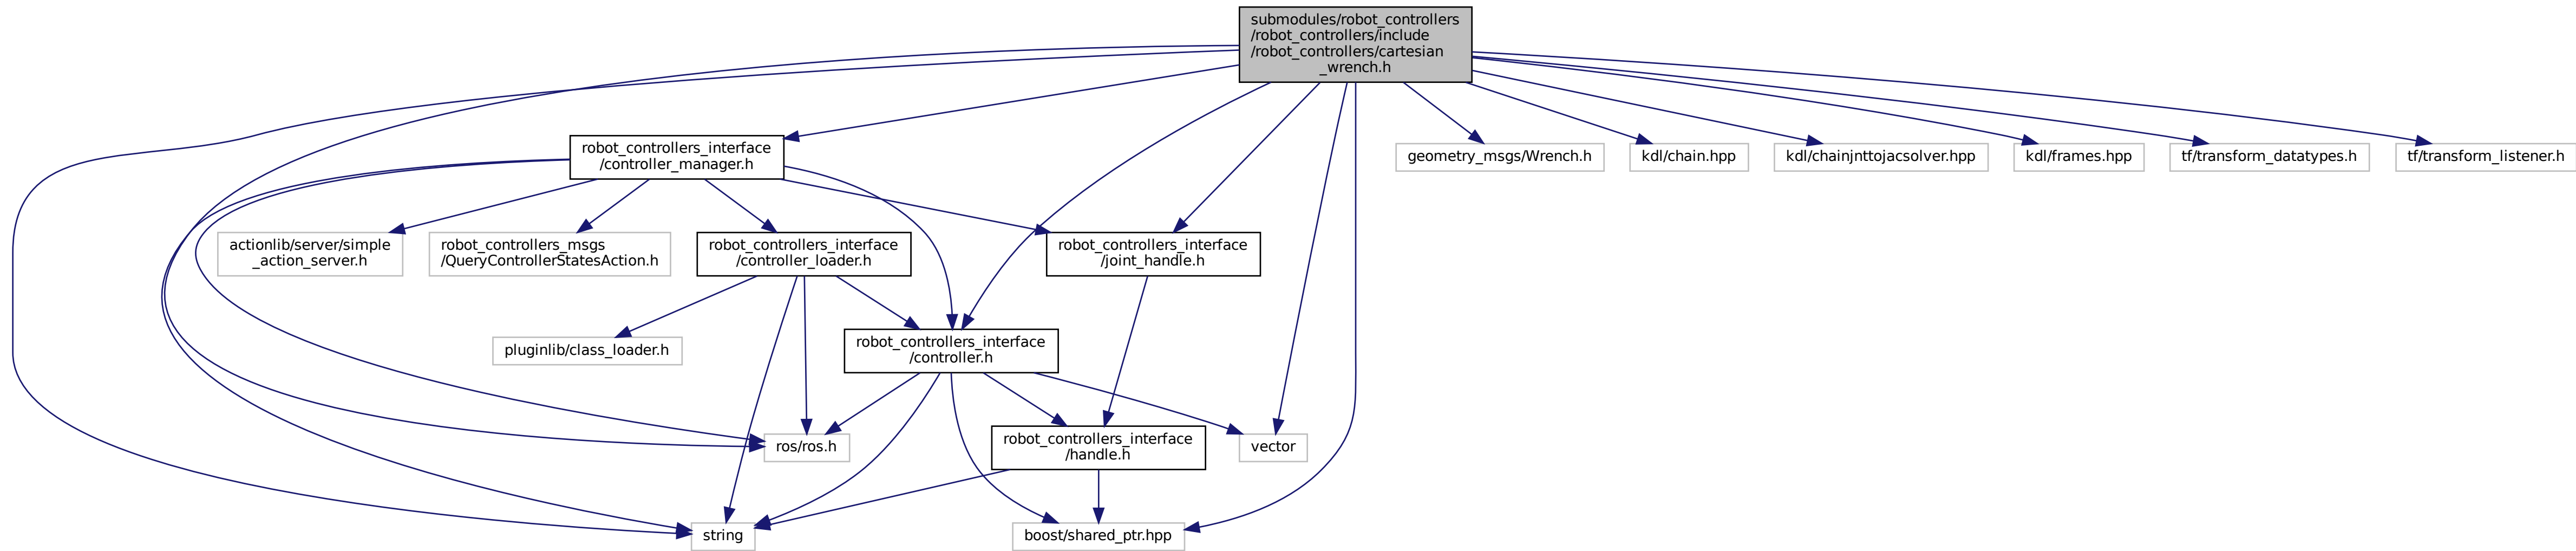 submodules/robot_controllers
/robot_controllers/include
/robot_controllers/cartesian
_wrench.h
robot_controllers_interface
/controller_manager.h
geometry_msgs/Wrench.h
kdl/chain.hpp
kdl/chainjnttojacsolver.hpp
kdl/frames.hpp
tf/transform_datatypes.h
tf/transform_listener.h
actionlib/server/simple
_action_server.h
robot_controllers_msgs
/QueryControllerStatesAction.h
robot_controllers_interface
/controller_loader.h
robot_controllers_interface
/joint_handle.h
pluginlib/class_loader.h
robot_controllers_interface
/controller.h
ros/ros.h
robot_controllers_interface
/handle.h
vector
string
boost/shared_ptr.hpp